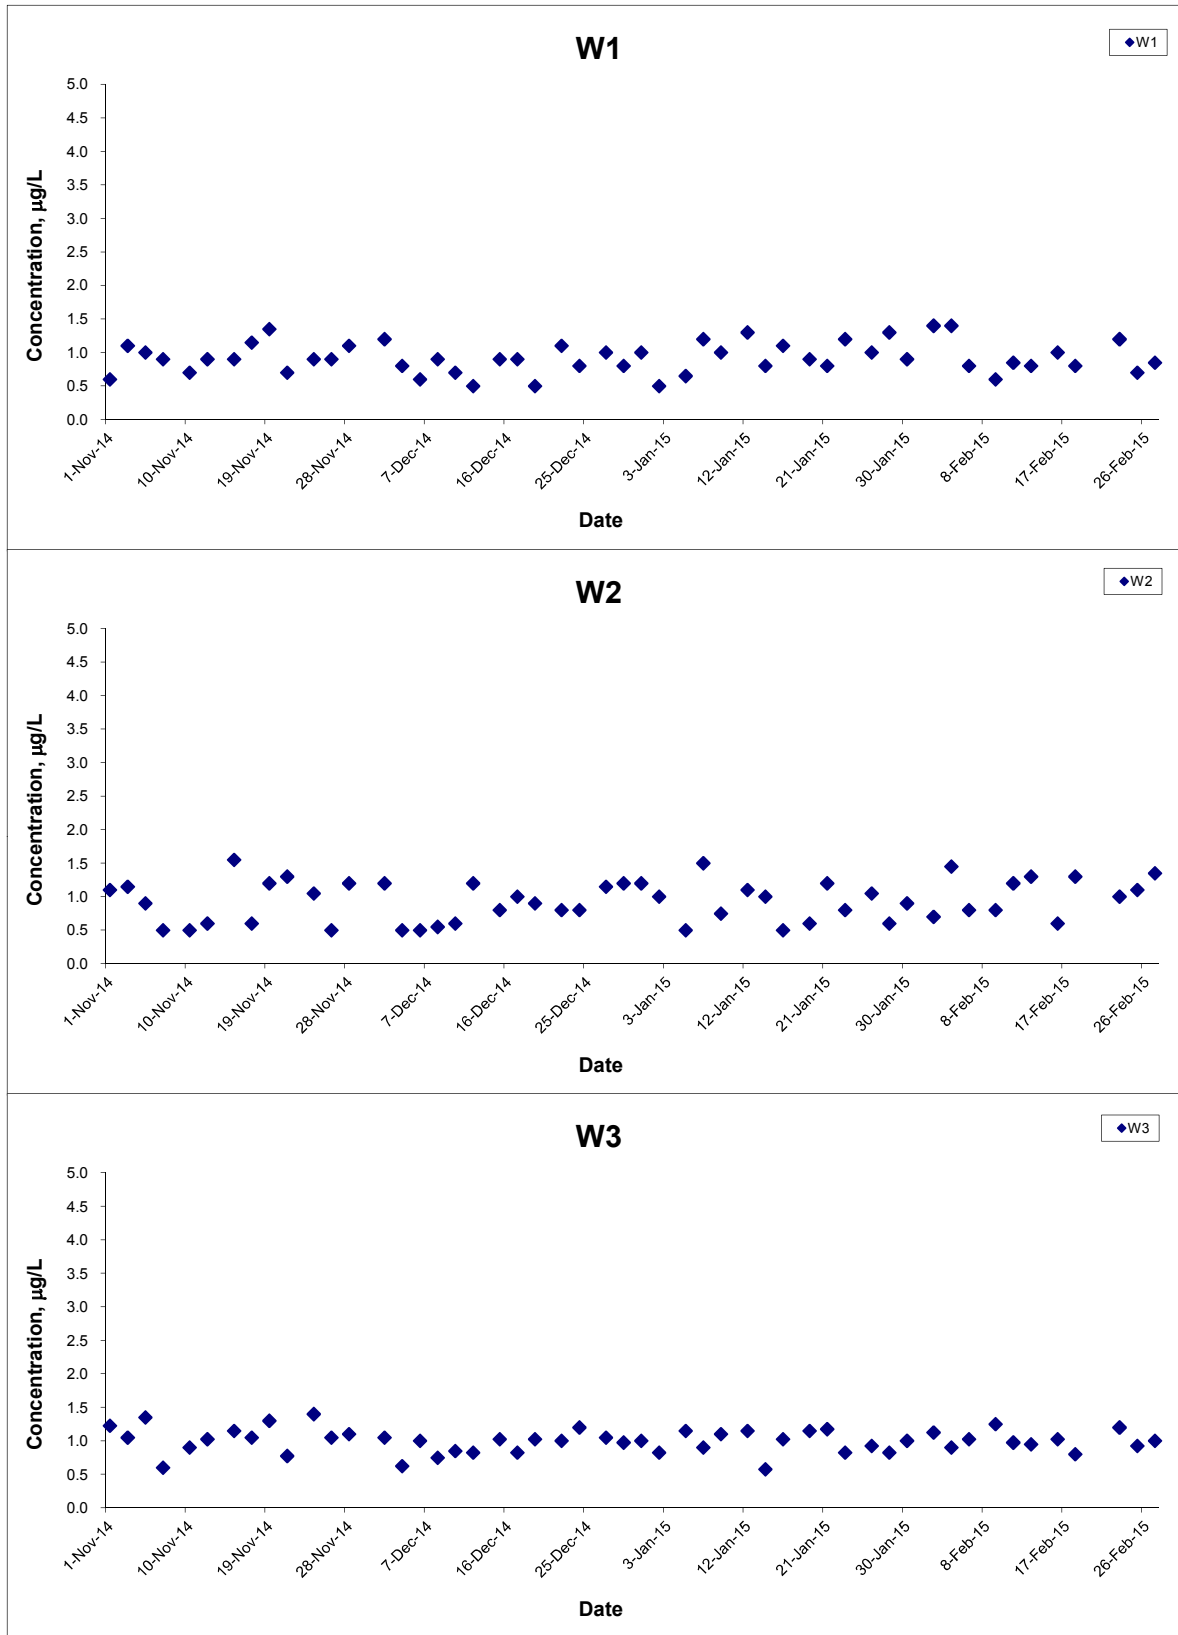 W1
W1
5.0
4.5
4.0
3.5
3.0
2.5
2.0
1.5
1.0
0.5
0.0
Concentration, µg/L
1-Nov-14
10-Nov-14
19-Nov-14
28-Nov-14
7-Dec-14
16-Dec-14
25-Dec-14
3-Jan-15
12-Jan-15
21-Jan-15
30-Jan-15
8-Feb-15
17-Feb-15
26-Feb-15
Date
W2
W2
5.0
4.5
4.0
3.5
3.0
2.5
2.0
1.5
1.0
0.5
0.0
Concentration, µg/L
1-Nov-14
10-Nov-14
19-Nov-14
28-Nov-14
7-Dec-14
16-Dec-14
25-Dec-14
3-Jan-15
12-Jan-15
21-Jan-15
30-Jan-15
8-Feb-15
17-Feb-15
26-Feb-15
Date
W3
W3
5.0
4.5
4.0
3.5
3.0
2.5
2.0
1.5
1.0
0.5
0.0
Concentration, µg/L
1-Nov-14
10-Nov-14
19-Nov-14
28-Nov-14
7-Dec-14
16-Dec-14
25-Dec-14
3-Jan-15
12-Jan-15
21-Jan-15
30-Jan-15
8-Feb-15
17-Feb-15
26-Feb-15
Date